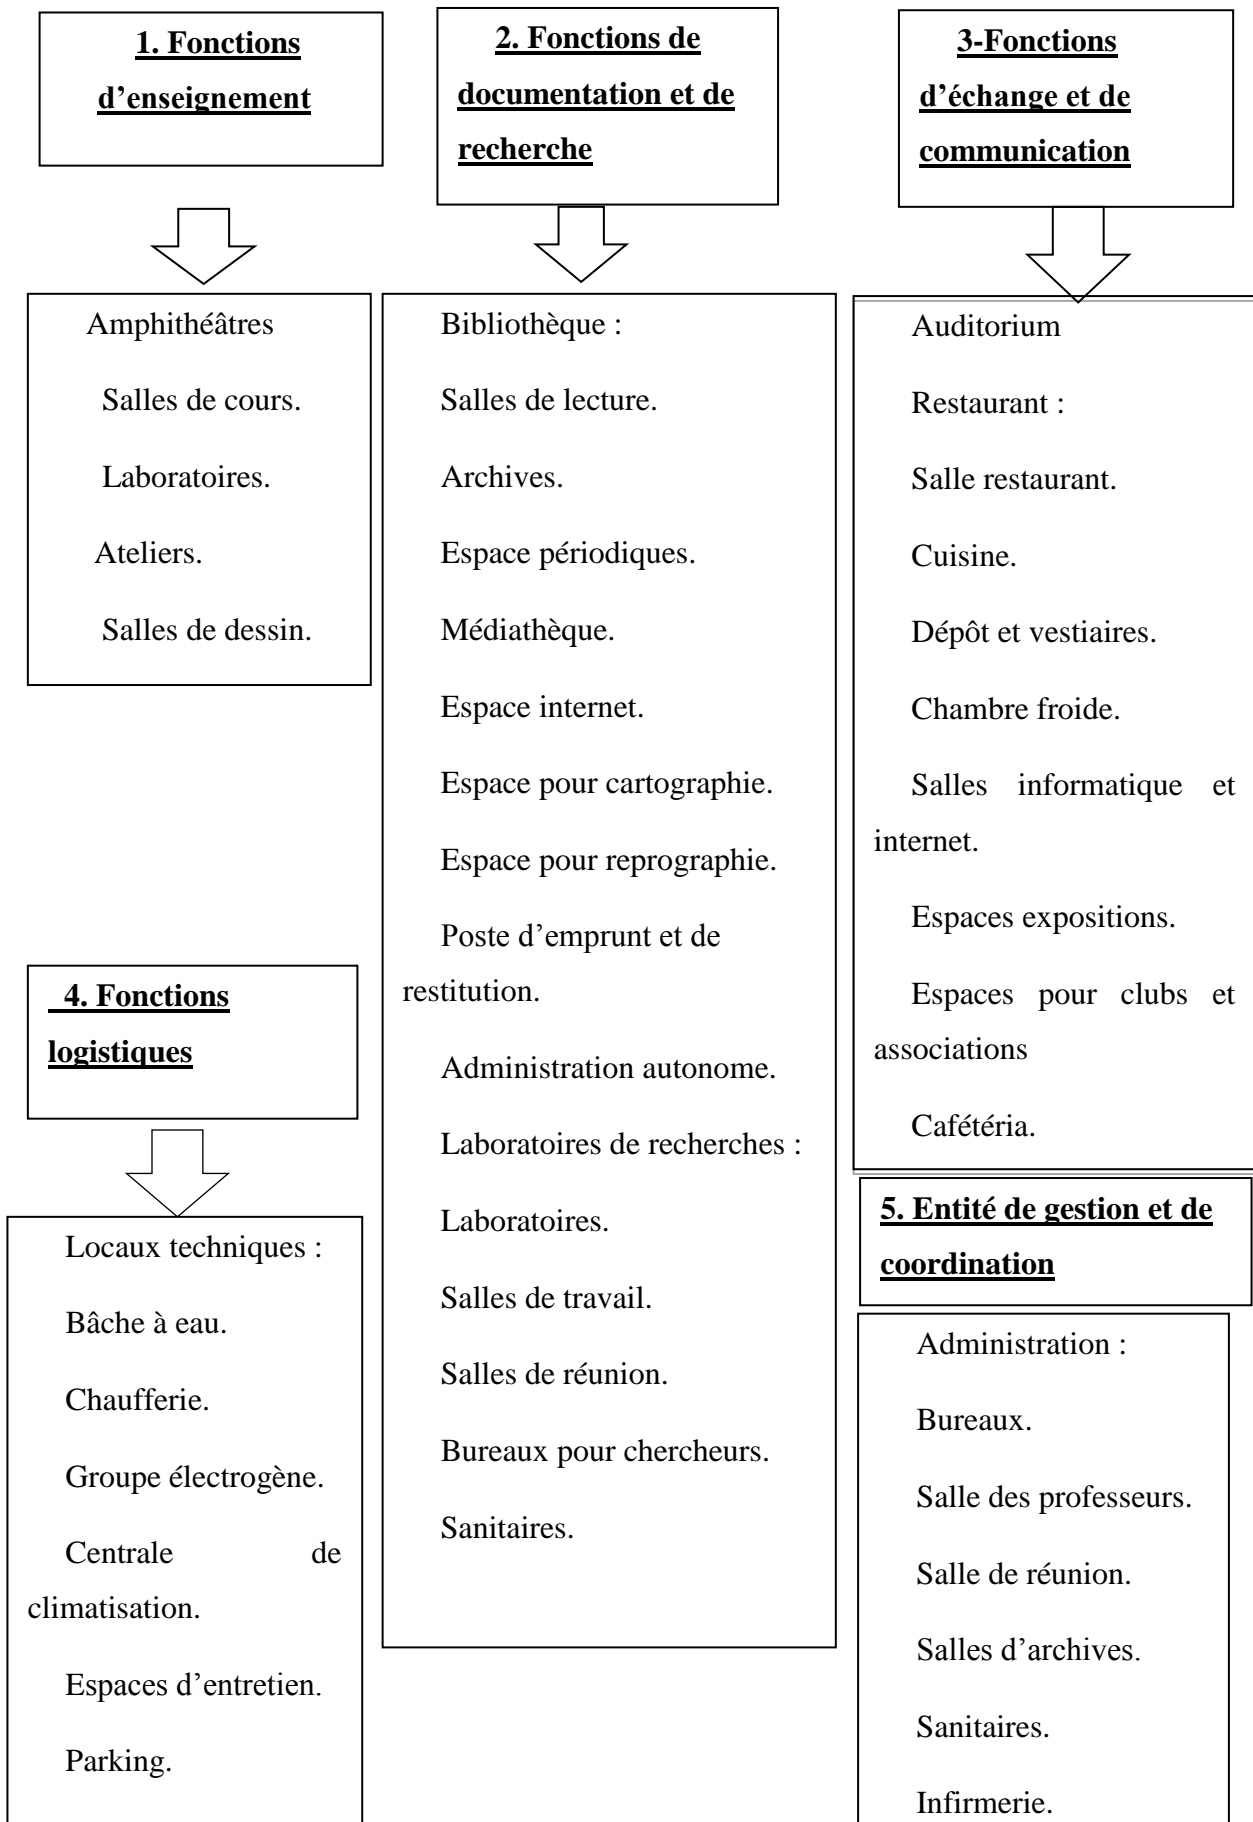 1. Fonctions
d’enseignement
Amphithéâtres
Salles de cours.
Laboratoires.
Ateliers.
Salles de dessin.
2. Fonctions de
documentation et de
recherche
Bibliothèque :
Salles de lecture.
Archives.
Espace périodiques.
Médiathèque.
Espace internet.
Espace pour cartographie.
Espace pour reprographie.
Poste d’emprunt et de
restitution.
Administration autonome.
Laboratoires de recherches :
Laboratoires.
Salles de travail.
Salles de réunion.
Bureaux pour chercheurs.
Sanitaires.
3-Fonctions
d’échange et de
communication
Auditorium
Restaurant :
Salle restaurant.
Cuisine.
Dépôt et vestiaires.
Chambre froide.
Salles informatique et
internet.
Espaces expositions.
Espaces pour clubs et
associations
Cafétéria.
4. Fonctions
logistiques
Locaux techniques :
Bâche à eau.
Chaufferie.
Groupe électrogène.
Centrale de
climatisation.
Espaces d’entretien.
Parking.
5. Entité de gestion et de
coordination
Administration :
Bureaux.
Salle des professeurs.
Salle de réunion.
Salles d’archives.
Sanitaires.
Infirmerie.